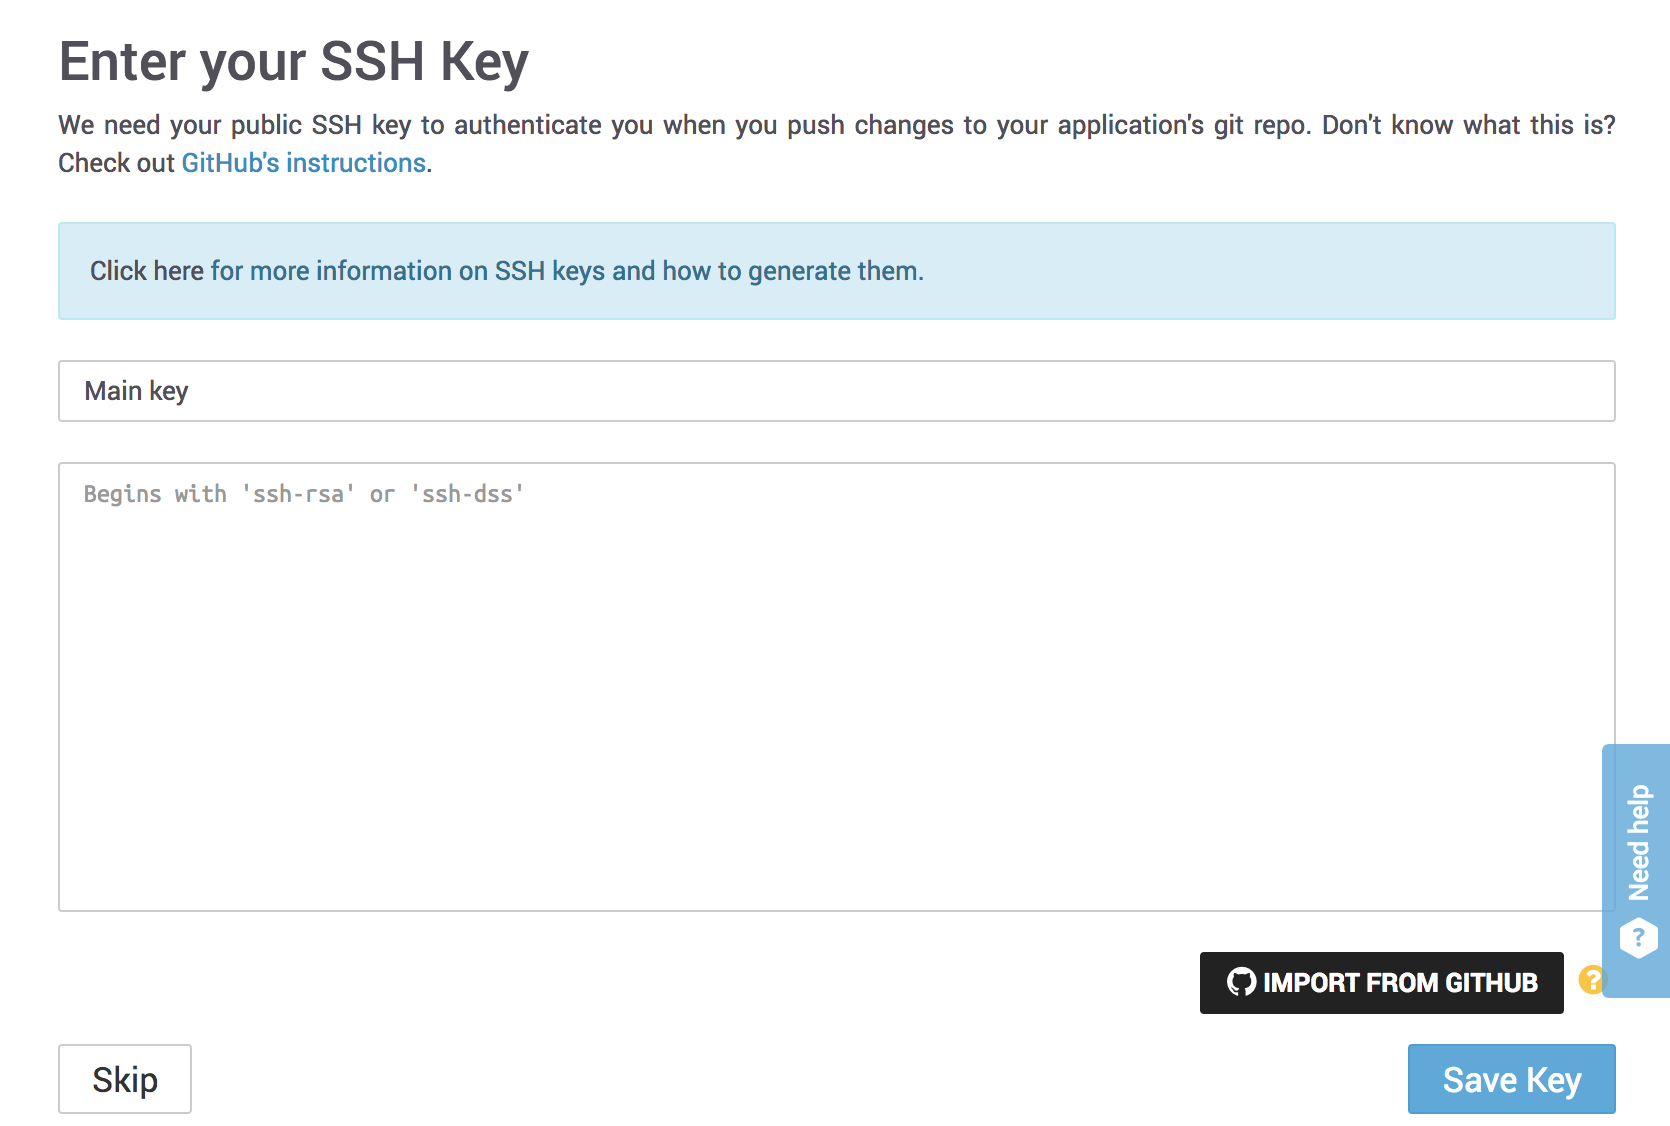 Enter your SSH Key
We need your public SSH key to authenticate you when you push changes to your application's git repo. Don't know what this is?
Check out GitHub's instructions.
Click here for more information on SSH keys and how to generate them.
Main key
Begins with 'ssh-rsa' or 'ssh-dss'
Need help
?
IMPORT FROM GITHUB
?
Skip
Save Key